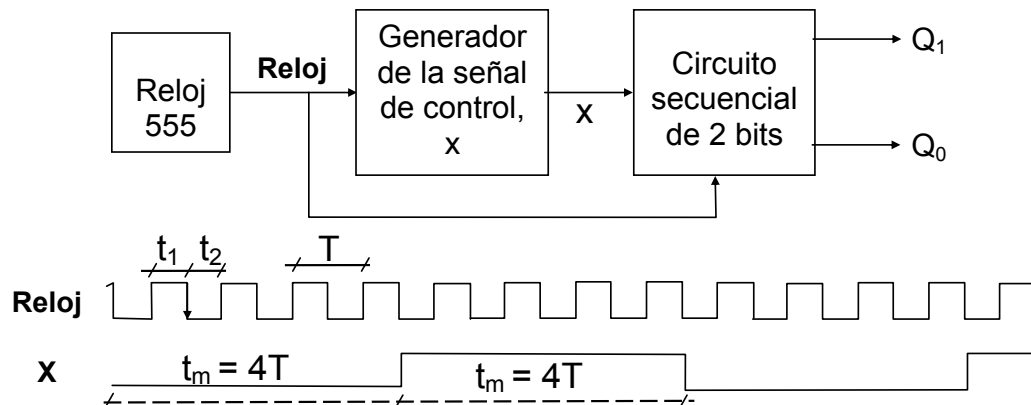 Reloj
555
Reloj
Generador
de la señal
de control,
x
x
Circuito
secuencial
de 2 bits
Q1
Q0
t1
t2
T
Reloj
X
tm = 4T
tm = 4T